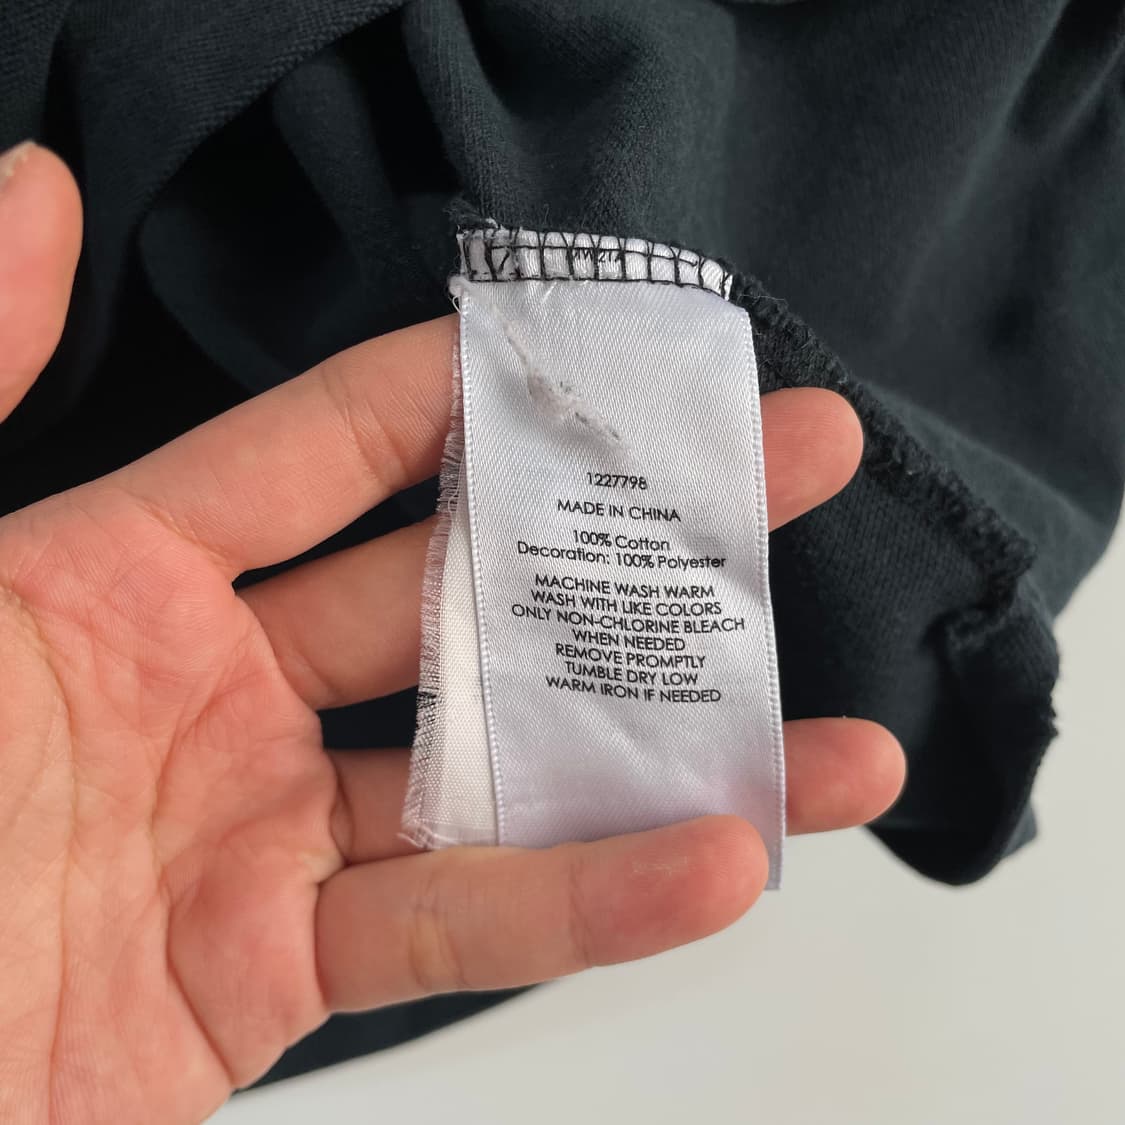 1227798
MADE IN CHINA
100% Cotton
Decoration: 100% Polyester
MACHINE WASH WARM
WASH WITH LIKE COLORS
ONLY NON-CHLORINE BLEACH
WHEN NEEDED
REMOVE PROMPTLY
TUMBLE DRY LOW
WARM IRON IF NEEDED